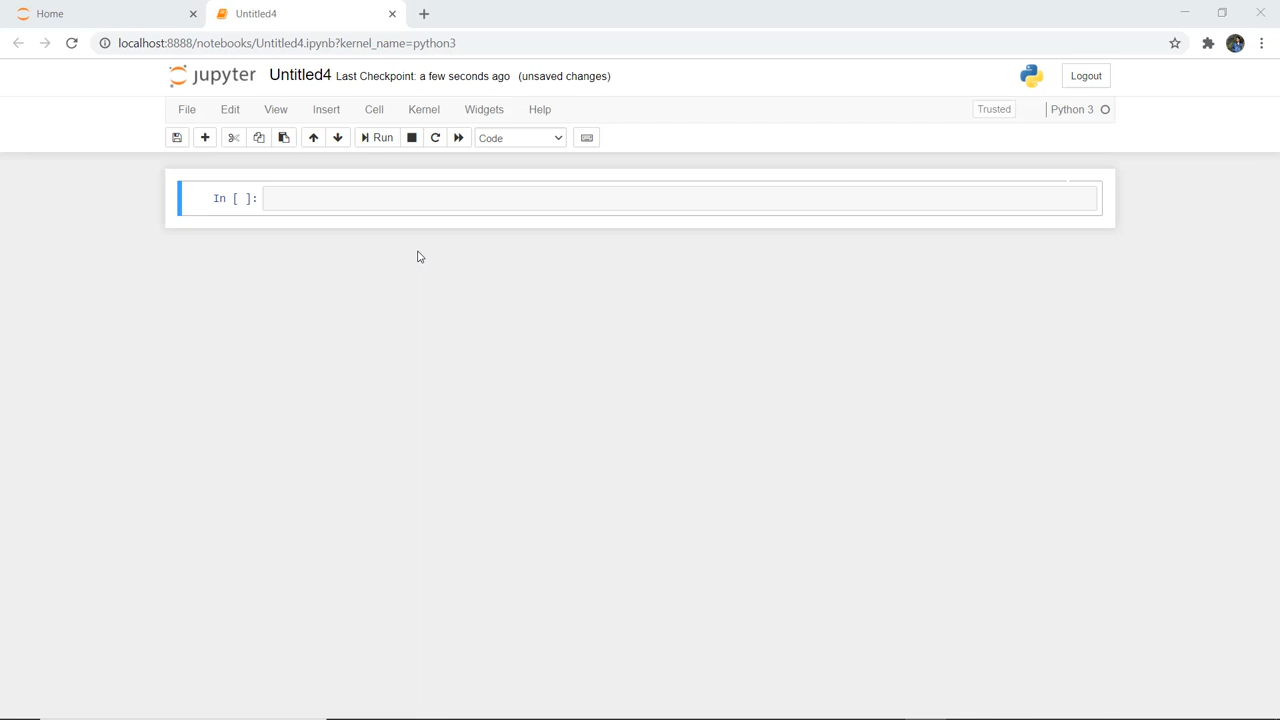 Home
Untitled4
localhost:8888/notebooks/Untitled4.ipynb?kernel_name=python3
jupyter Untitled4 Last Checkpoint: a few seconds ago (unsaved changes)
Logout
File Edit View Insert Cell Kernel Widgets Help
Trusted
Python 3
Run
Code
In [ ]: